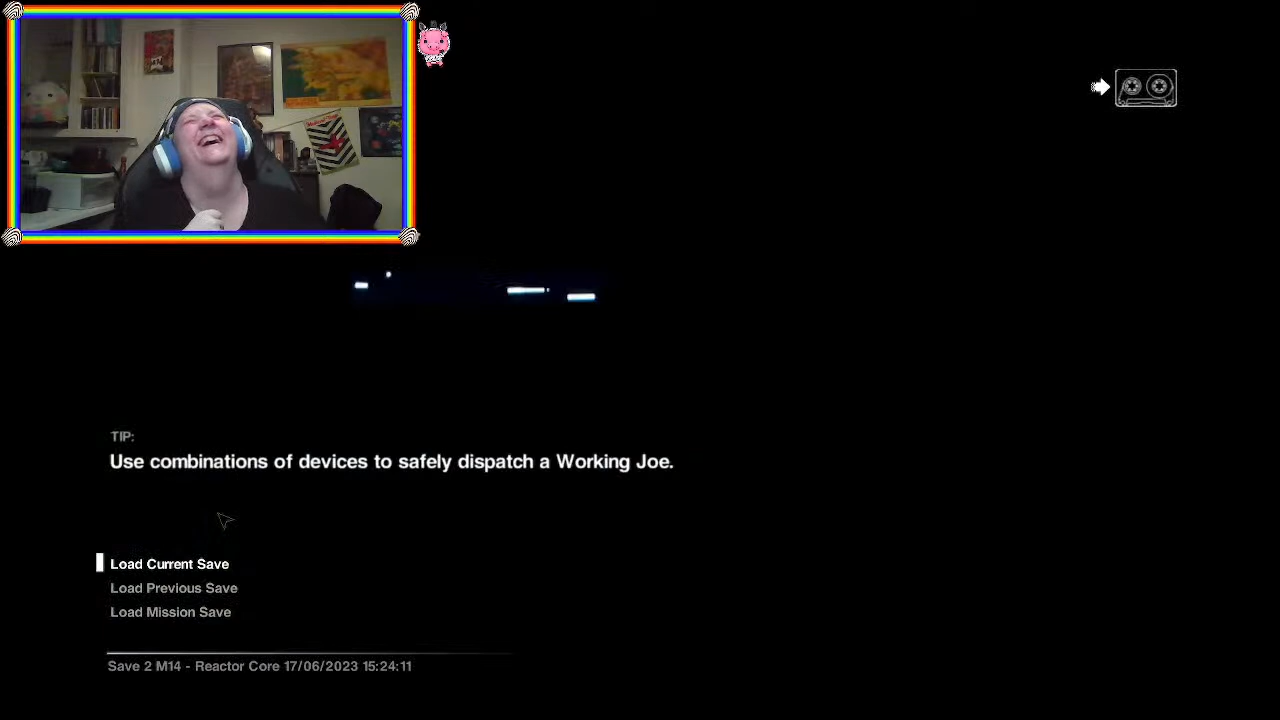 TIP:
Use combinations of devices to safely dispatch a Working Joe.
Load Current Save
Load Previous Save
Load Mission Save
Save 2 M14 - Reactor Core 17/06/2023 15:24:11